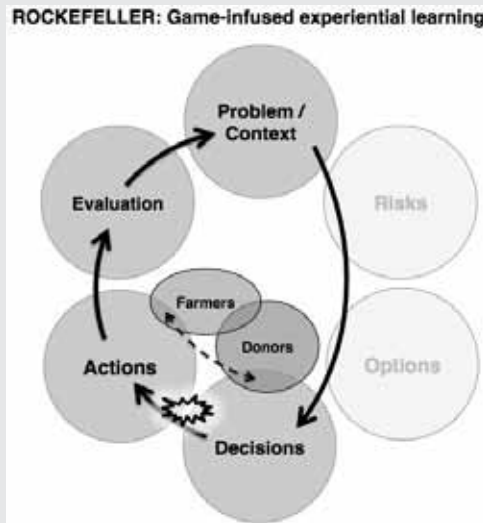 ROCKEFELLER: Game-infused experiential learning
Problem /
Context
Evaluation
Risks
Farmers
Donors
Actions
Options
Decisions